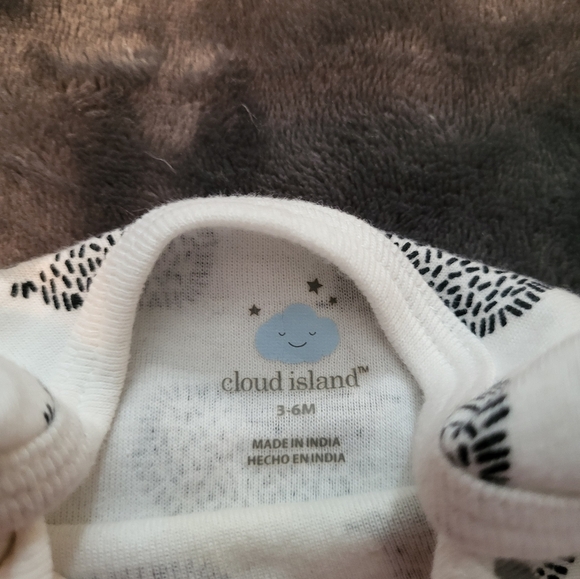 cloud island™
3-6M
MADE IN INDIA
HECHO EN INDIA